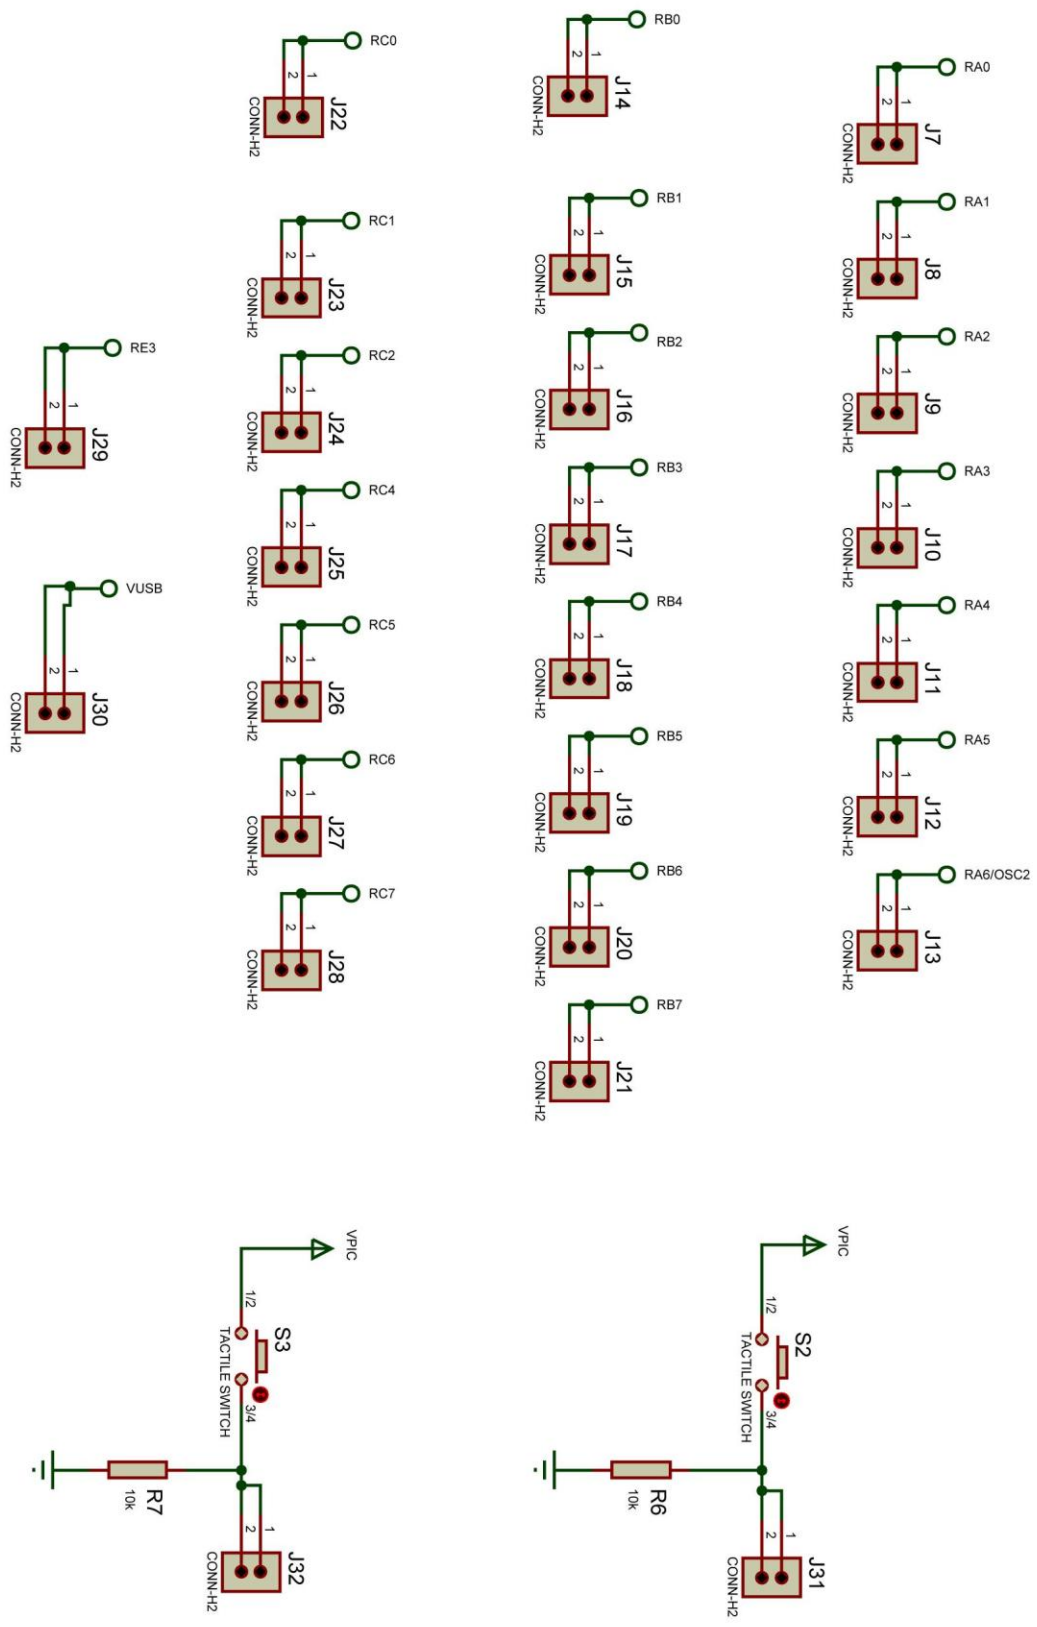 RC0
2
1
J22
CONN-H2
RB0
2
1
J14
CONN-H2
RA0
2
1
J7
CONN-H2
RC1
2
1
J23
CONN-H2
RB1
2
1
J15
CONN-H2
RA1
2
1
J8
CONN-H2
RE3
2
1
J29
CONN-H2
RC2
2
1
J24
CONN-H2
RB2
2
1
J16
CONN-H2
RA2
2
1
J9
CONN-H2
RC4
2
1
J25
CONN-H2
RB3
2
1
J17
CONN-H2
RA3
2
1
J10
CONN-H2
VUSB
2
1
J30
CONN-H2
RC5
2
1
J26
CONN-H2
RB4
2
1
J18
CONN-H2
RA4
2
1
J11
CONN-H2
RC6
2
1
J27
CONN-H2
RB5
2
1
J19
CONN-H2
RA5
2
1
J12
CONN-H2
RC7
2
1
J28
CONN-H2
RB6
2
1
J20
CONN-H2
RA6/OSC2
2
1
J13
CONN-H2
RB7
2
1
J21
CONN-H2
VPIC
1/2
S3
TACTILE SWITCH
3/4
R7
10k
2
1
J32
CONN-H2
VPIC
1/2
S2
TACTILE SWITCH
3/4
R6
10k
2
1
J31
CONN-H2